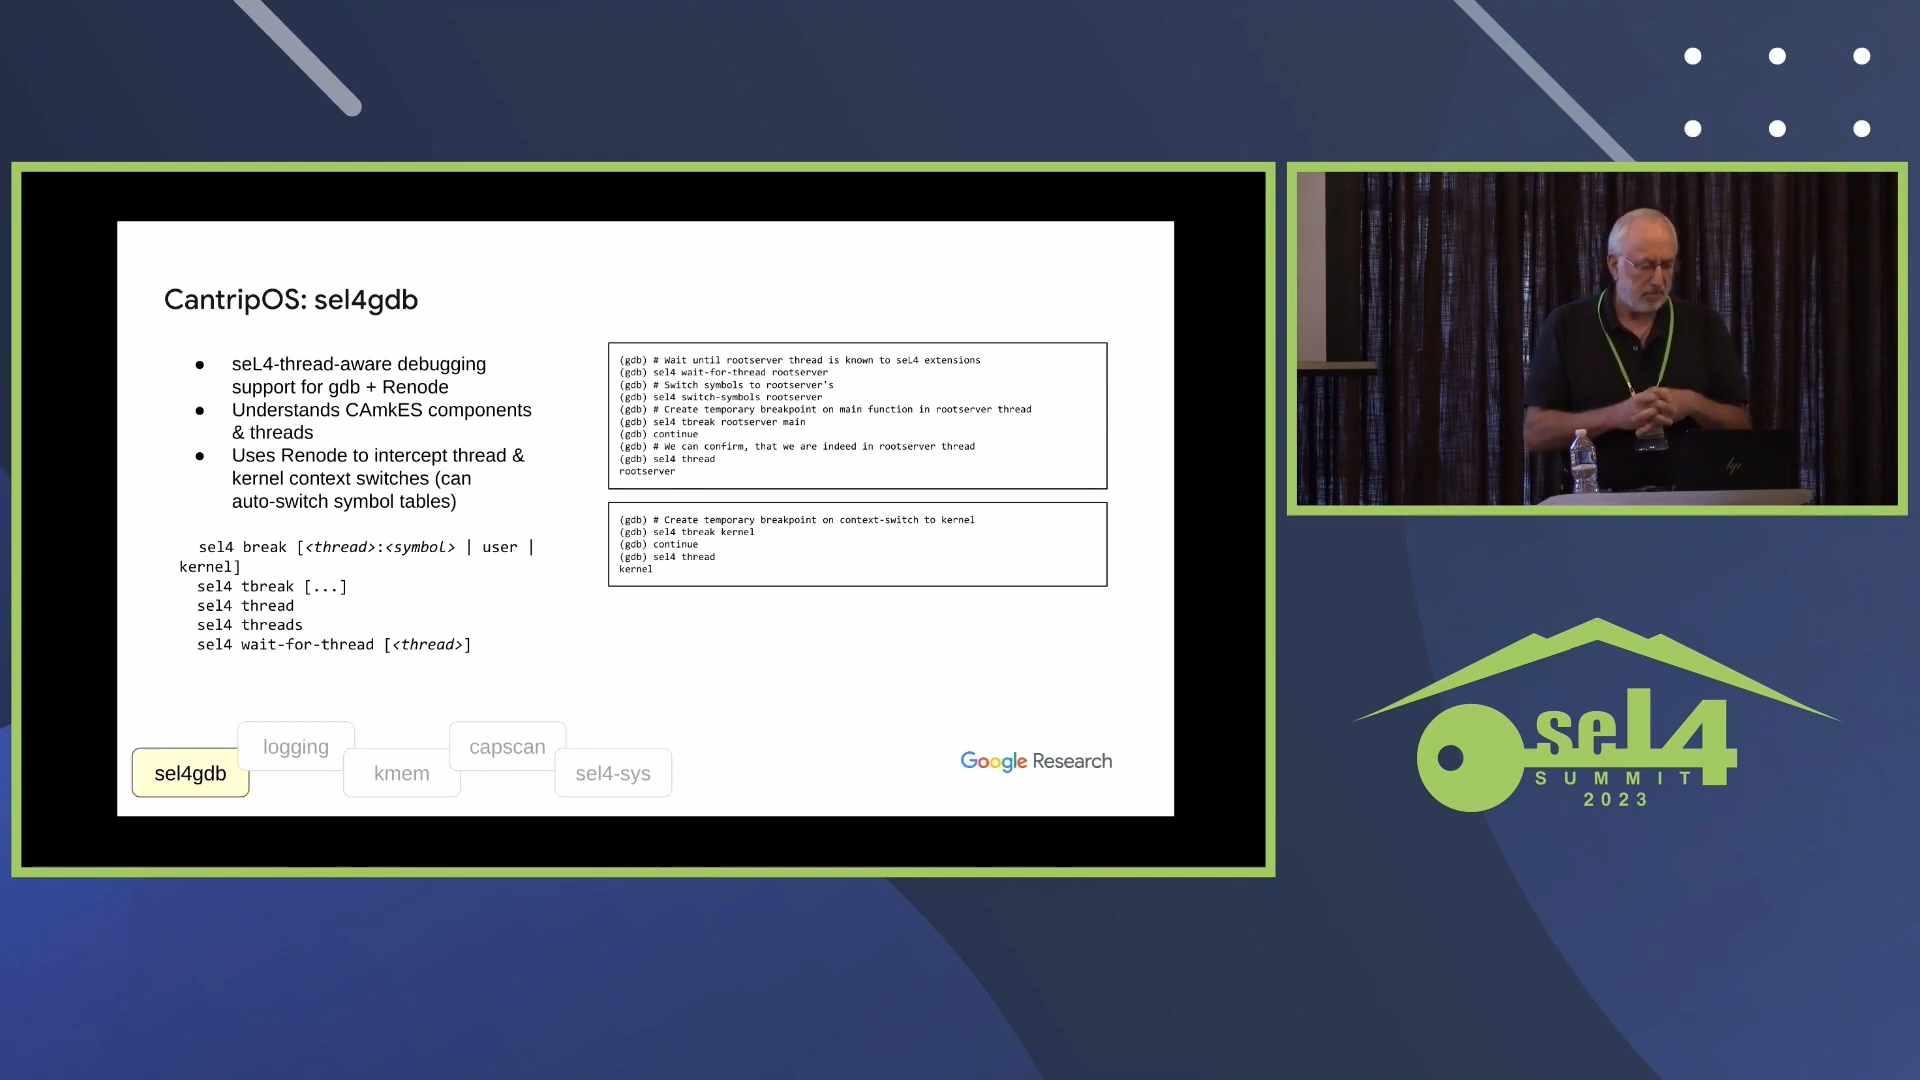 CantripOS: sel4gdb
● seL4-thread-aware debugging
support for gdb + Renode
● Understands CAmkES components
& threads
● Uses Renode to intercept thread &
kernel context switches (can
auto-switch symbol tables)
sel4 break [<thread>:<symbol> | user |
kernel]
sel4 tbreak [...]
sel4 thread
sel4 threads
sel4 wait-for-thread [<thread>]
(gdb) # Wait until rootserver thread is known to seL4 extensions
(gdb) sel4 wait-for-thread rootserver
(gdb) # Switch symbols to rootserver's
(gdb) sel4 switch-symbols rootserver
(gdb) # Create temporary breakpoint on main function in rootserver thread
(gdb) sel4 tbreak rootserver main
(gdb) continue
(gdb) # We can confirm, that we are indeed in rootserver thread
(gdb) sel4 thread
rootserver
(gdb) # Create temporary breakpoint on context-switch to kernel
(gdb) sel4 tbreak kernel
(gdb) continue
(gdb) sel4 thread
kernel
sel4gdb
logging
kmem
capscan
sel4-sys
Google Research
hp
seL4
SUMMIT
2023